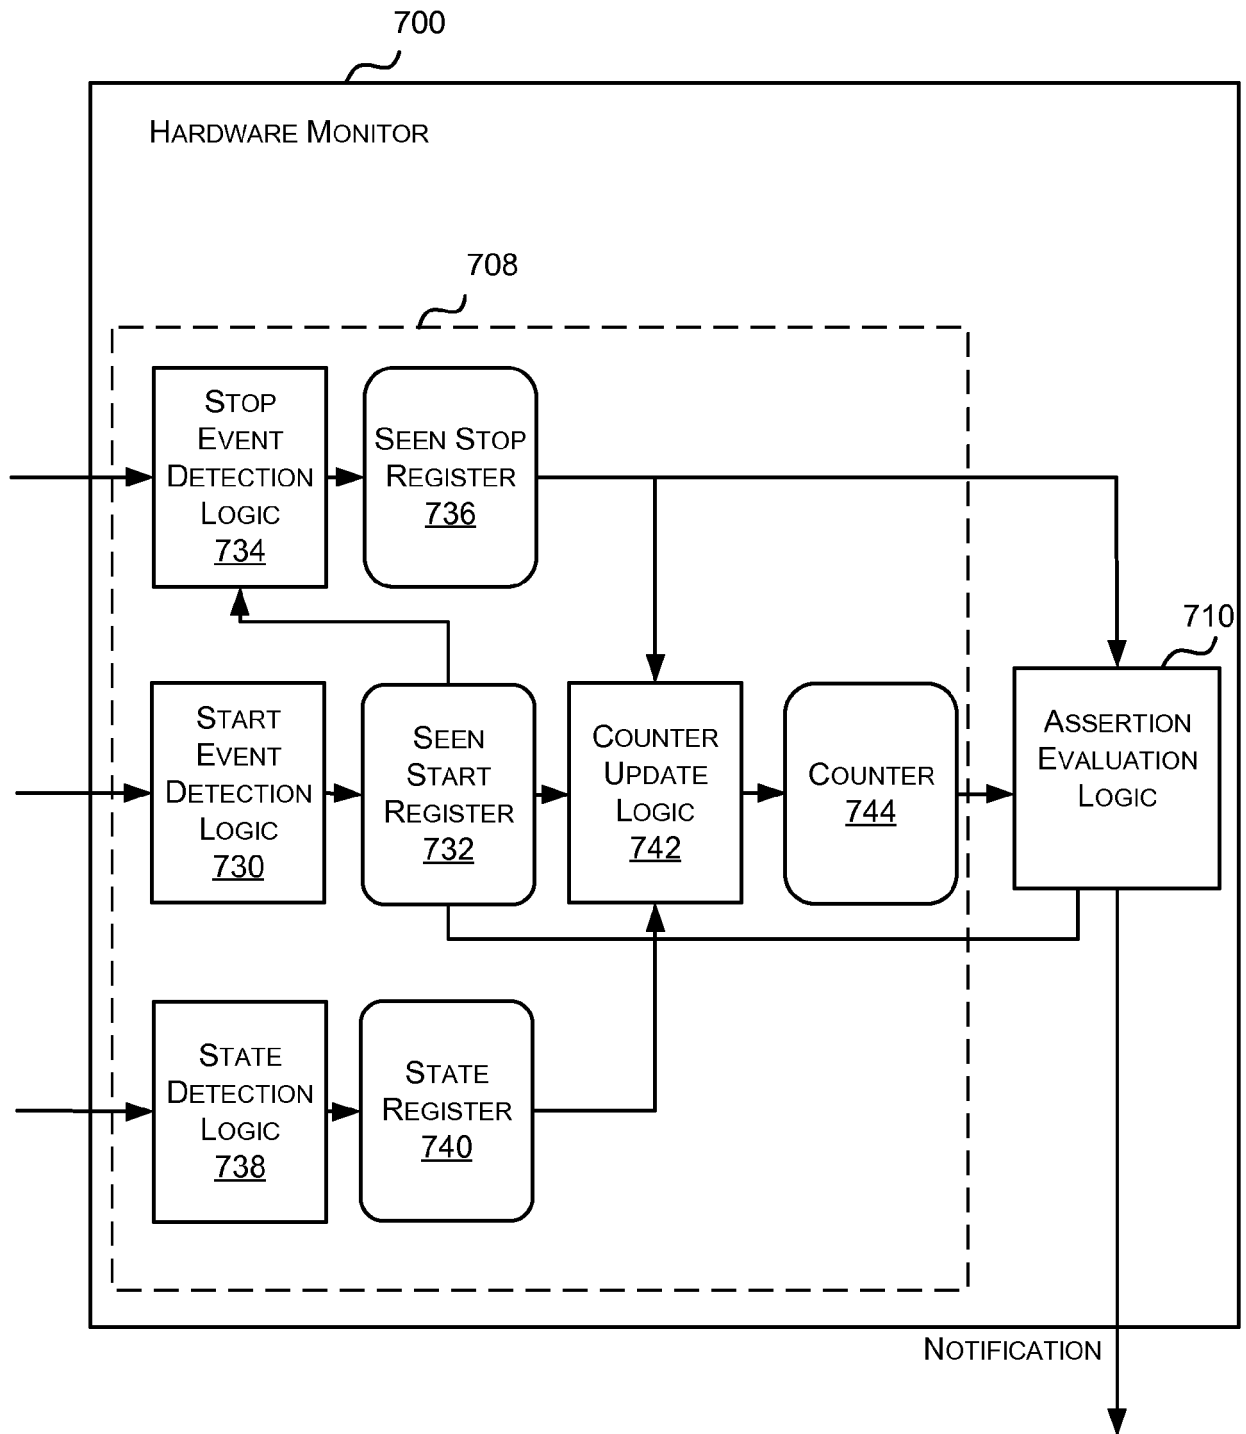 700
HARDWARE MONITOR
708
STOP
EVENT
DETECTION
LOGIC
734
SEEN STOP
REGISTER
736
710
START
EVENT
DETECTION
LOGIC
730
SEEN
START
REGISTER
732
COUNTER
UPDATE
LOGIC
742
COUNTER
744
ASSERTION
EVALUATION
LOGIC
STATE
DETECTION
LOGIC
738
STATE
REGISTER
740
NOTIFICATION